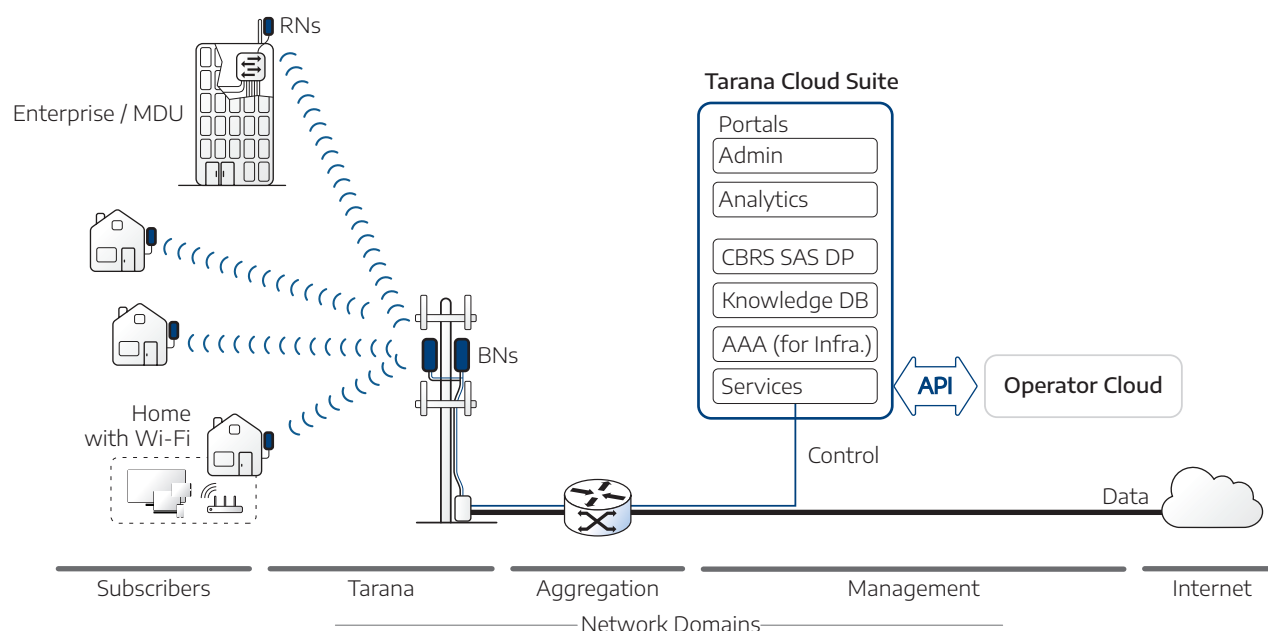 RNs
Enterprise / MDU
Tarana Cloud Suite
Portals
Admin
Analytics
CBRS SAS DP
Knowledge DB
AAA (for Infra.)
Services
API
Operator Cloud
BNs
Home
with Wi-Fi
Control
Data
Subscribers
Tarana
Aggregation
Management
Internet
Network Domains